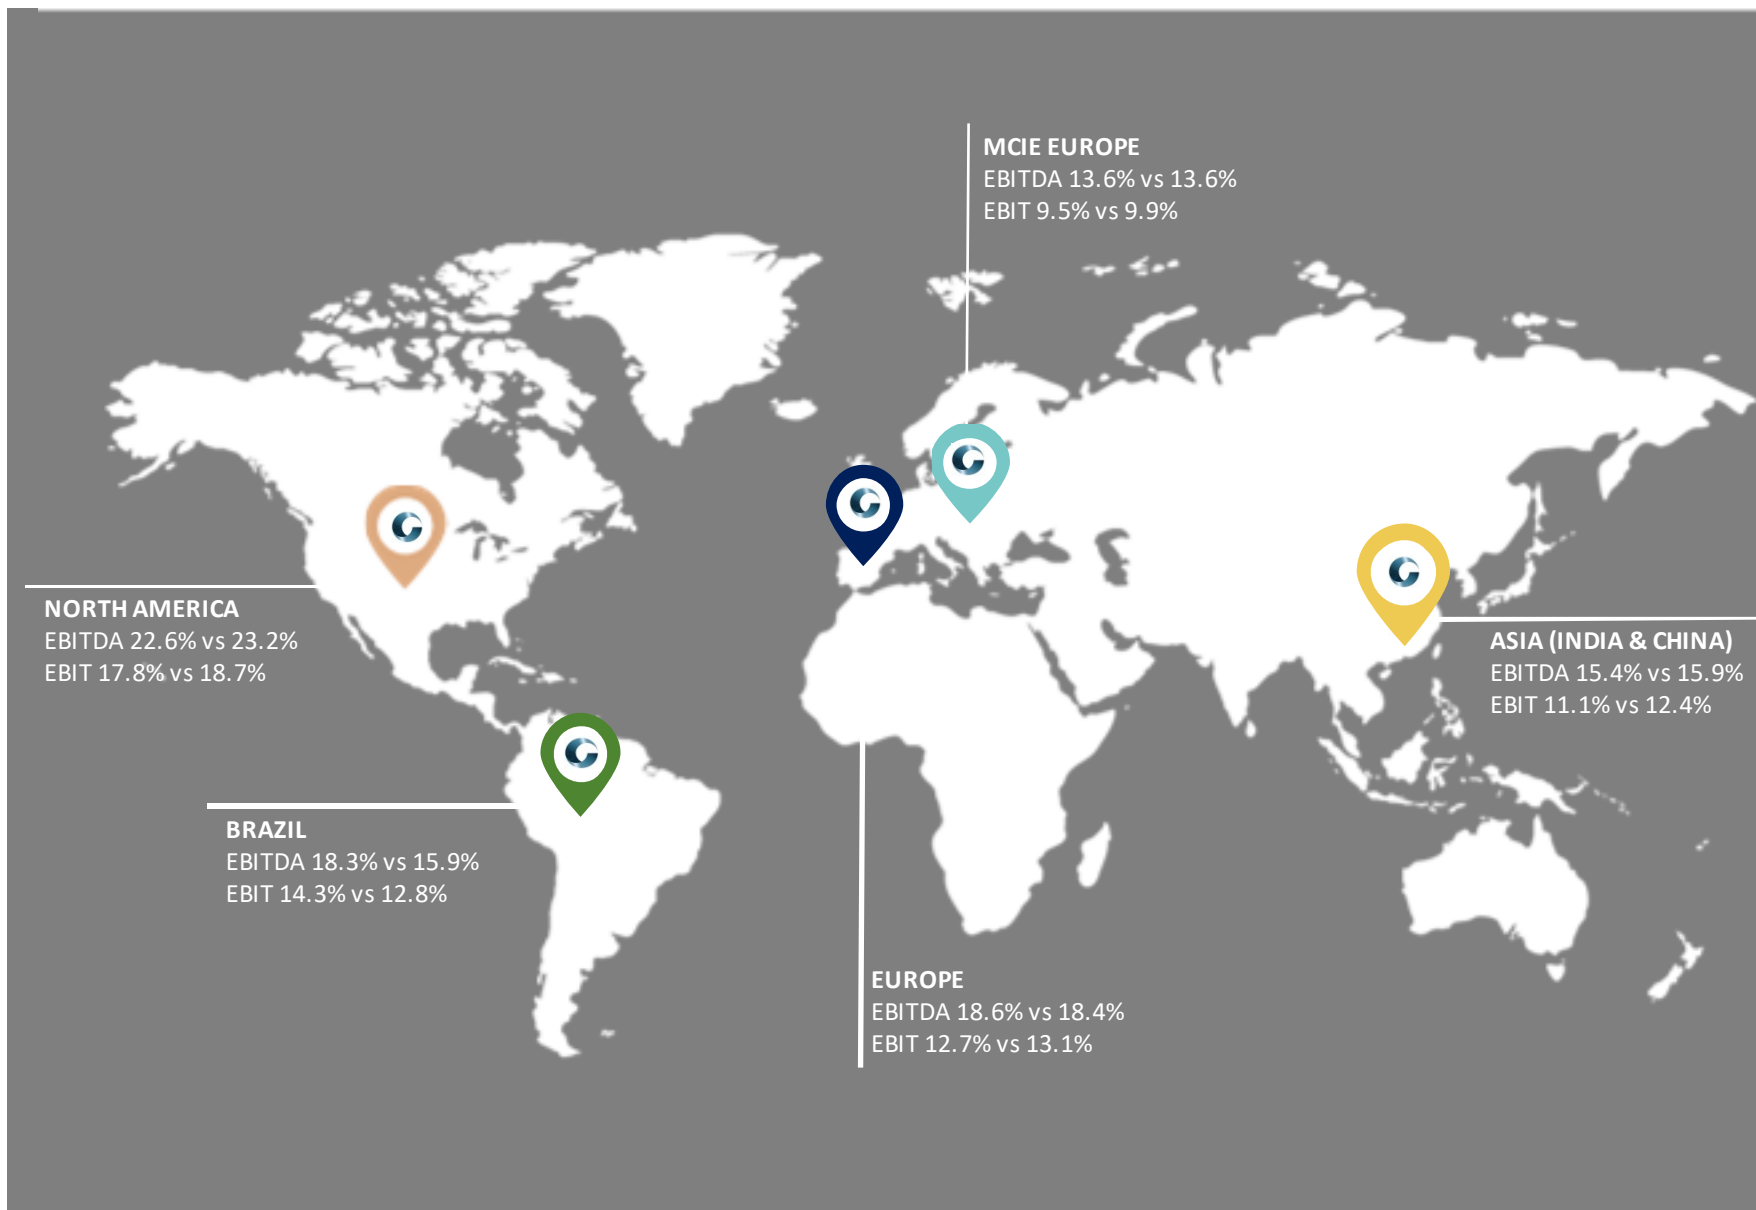 MCIE EUROPE
EBITDA 13.6% vs 13.6%
EBIT 9.5% vs 9.9%
NORTH AMERICA
EBITDA 22.6% vs 23.2%
EBIT 17.8% vs 18.7%
ASIA (INDIA & CHINA)
EBITDA 15.4% vs 15.9%
EBIT 11.1% vs 12.4%
BRAZIL
EBITDA 18.3% vs 15.9%
EBIT 14.3% vs 12.8%
EUROPE
EBITDA 18.6% vs 18.4%
EBIT 12.7% vs 13.1%